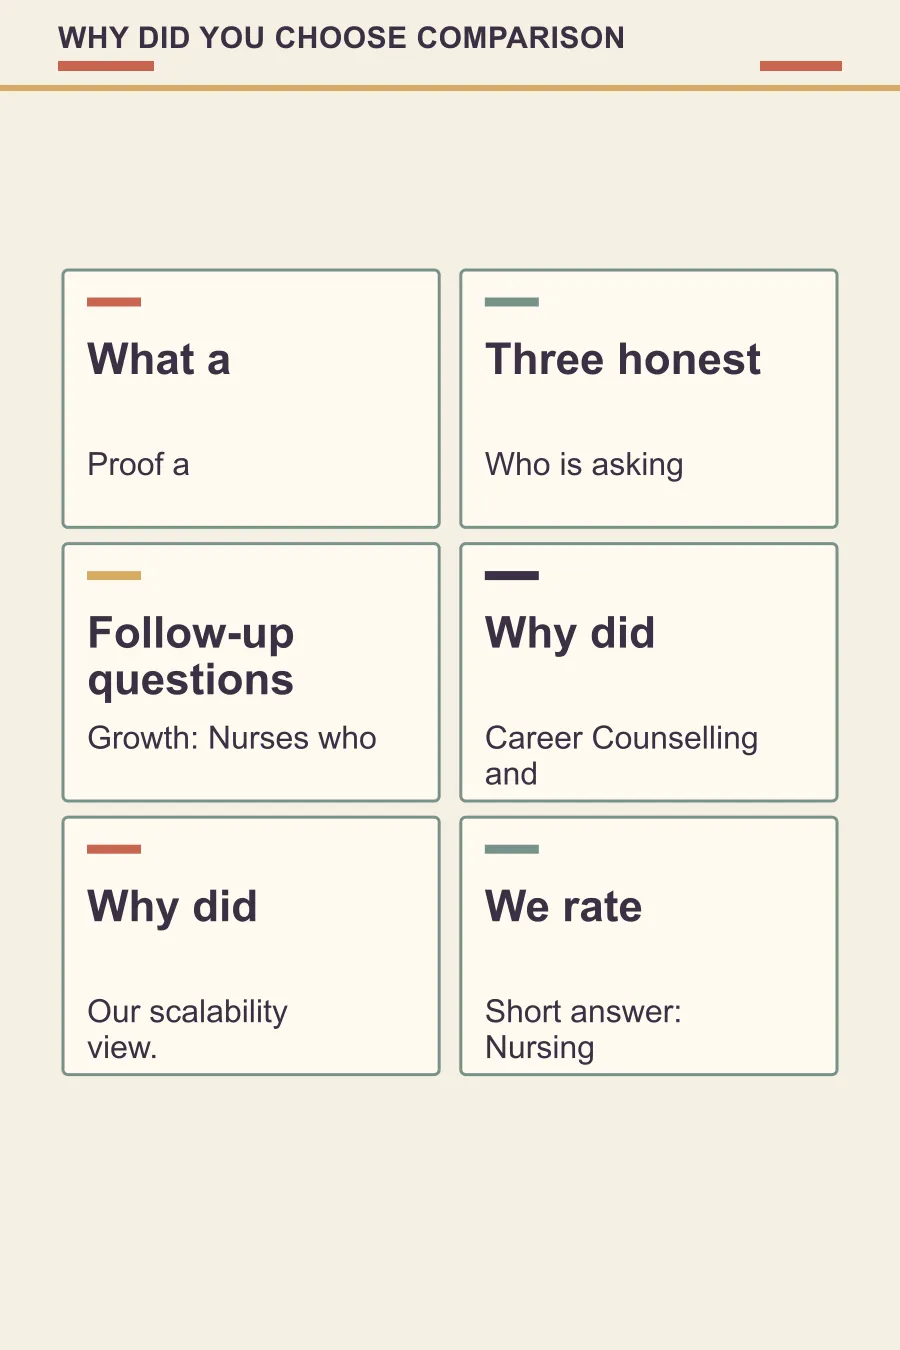 WHY DID YOU CHOOSE COMPARISON
What a
Proof a
Three honest
Who is asking
Follow-up
questions
Growth: Nurses who
Why did
Career Counselling
and
Why did
Our scalability
view.
We rate
Short answer:
Nursing